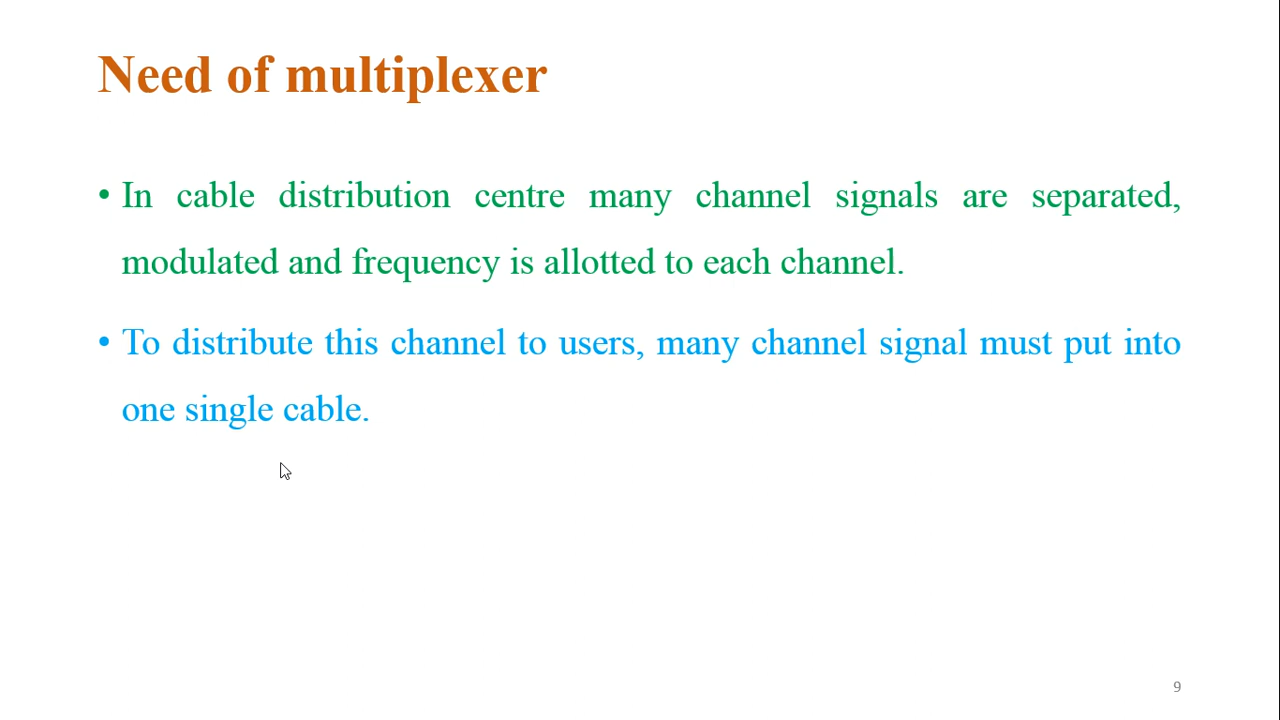 Need of multiplexer
• In cable distribution centre many channel signals are separated,
modulated and frequency is allotted to each channel.
• To distribute this channel to users, many channel signal must put into
one single cable.
9